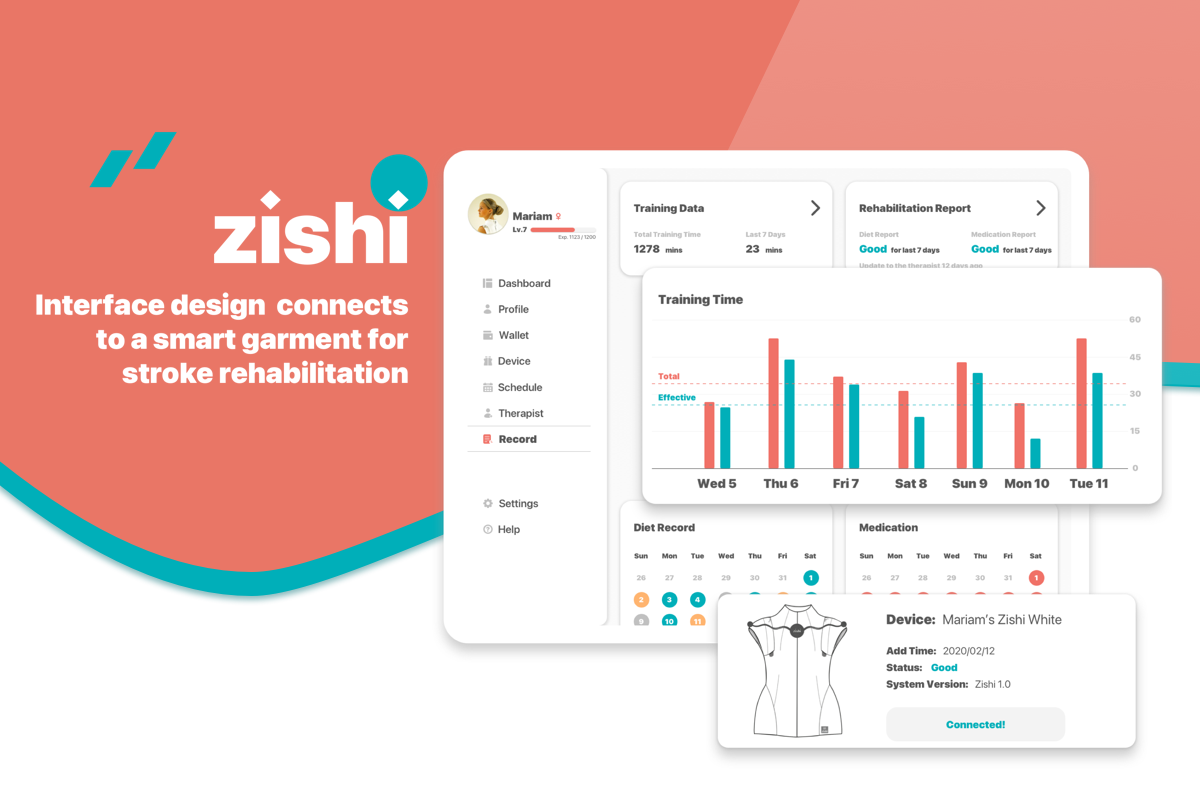 zishi
Interface design connects
to a smart garment for
stroke rehabilitation
Mariam ♀
Lv.7
Exp. 1123 / 1200
Dashboard
Profile
Wallet
Device
Schedule
Therapist
Record
Settings
Help
Training Data
Total Training Time
Last 7 Days
1278 mins
23 mins
Rehabilitation Report
Diet Report
Medication Report
Good for last 7 days
Good for last 7 days
Update to the therapist 12 days ago
Training Time
60
45
30
15
0
Total
Effective
Wed 5 Thu 6 Fri 7 Sat 8 Sun 9 Mon 10 Tue 11
Diet Record
Sun Mon Tue Wed Thu Fri Sat
26 27 28 29 30 31 1
2 3 4
9 10 11
Medication
Sun Mon Tue Wed Thu Fri Sat
26 27 28 29 30 31 1
Device: Mariam's Zishi White
Add Time: 2020/02/12
Status: Good
System Version: Zishi 1.0
Connected!